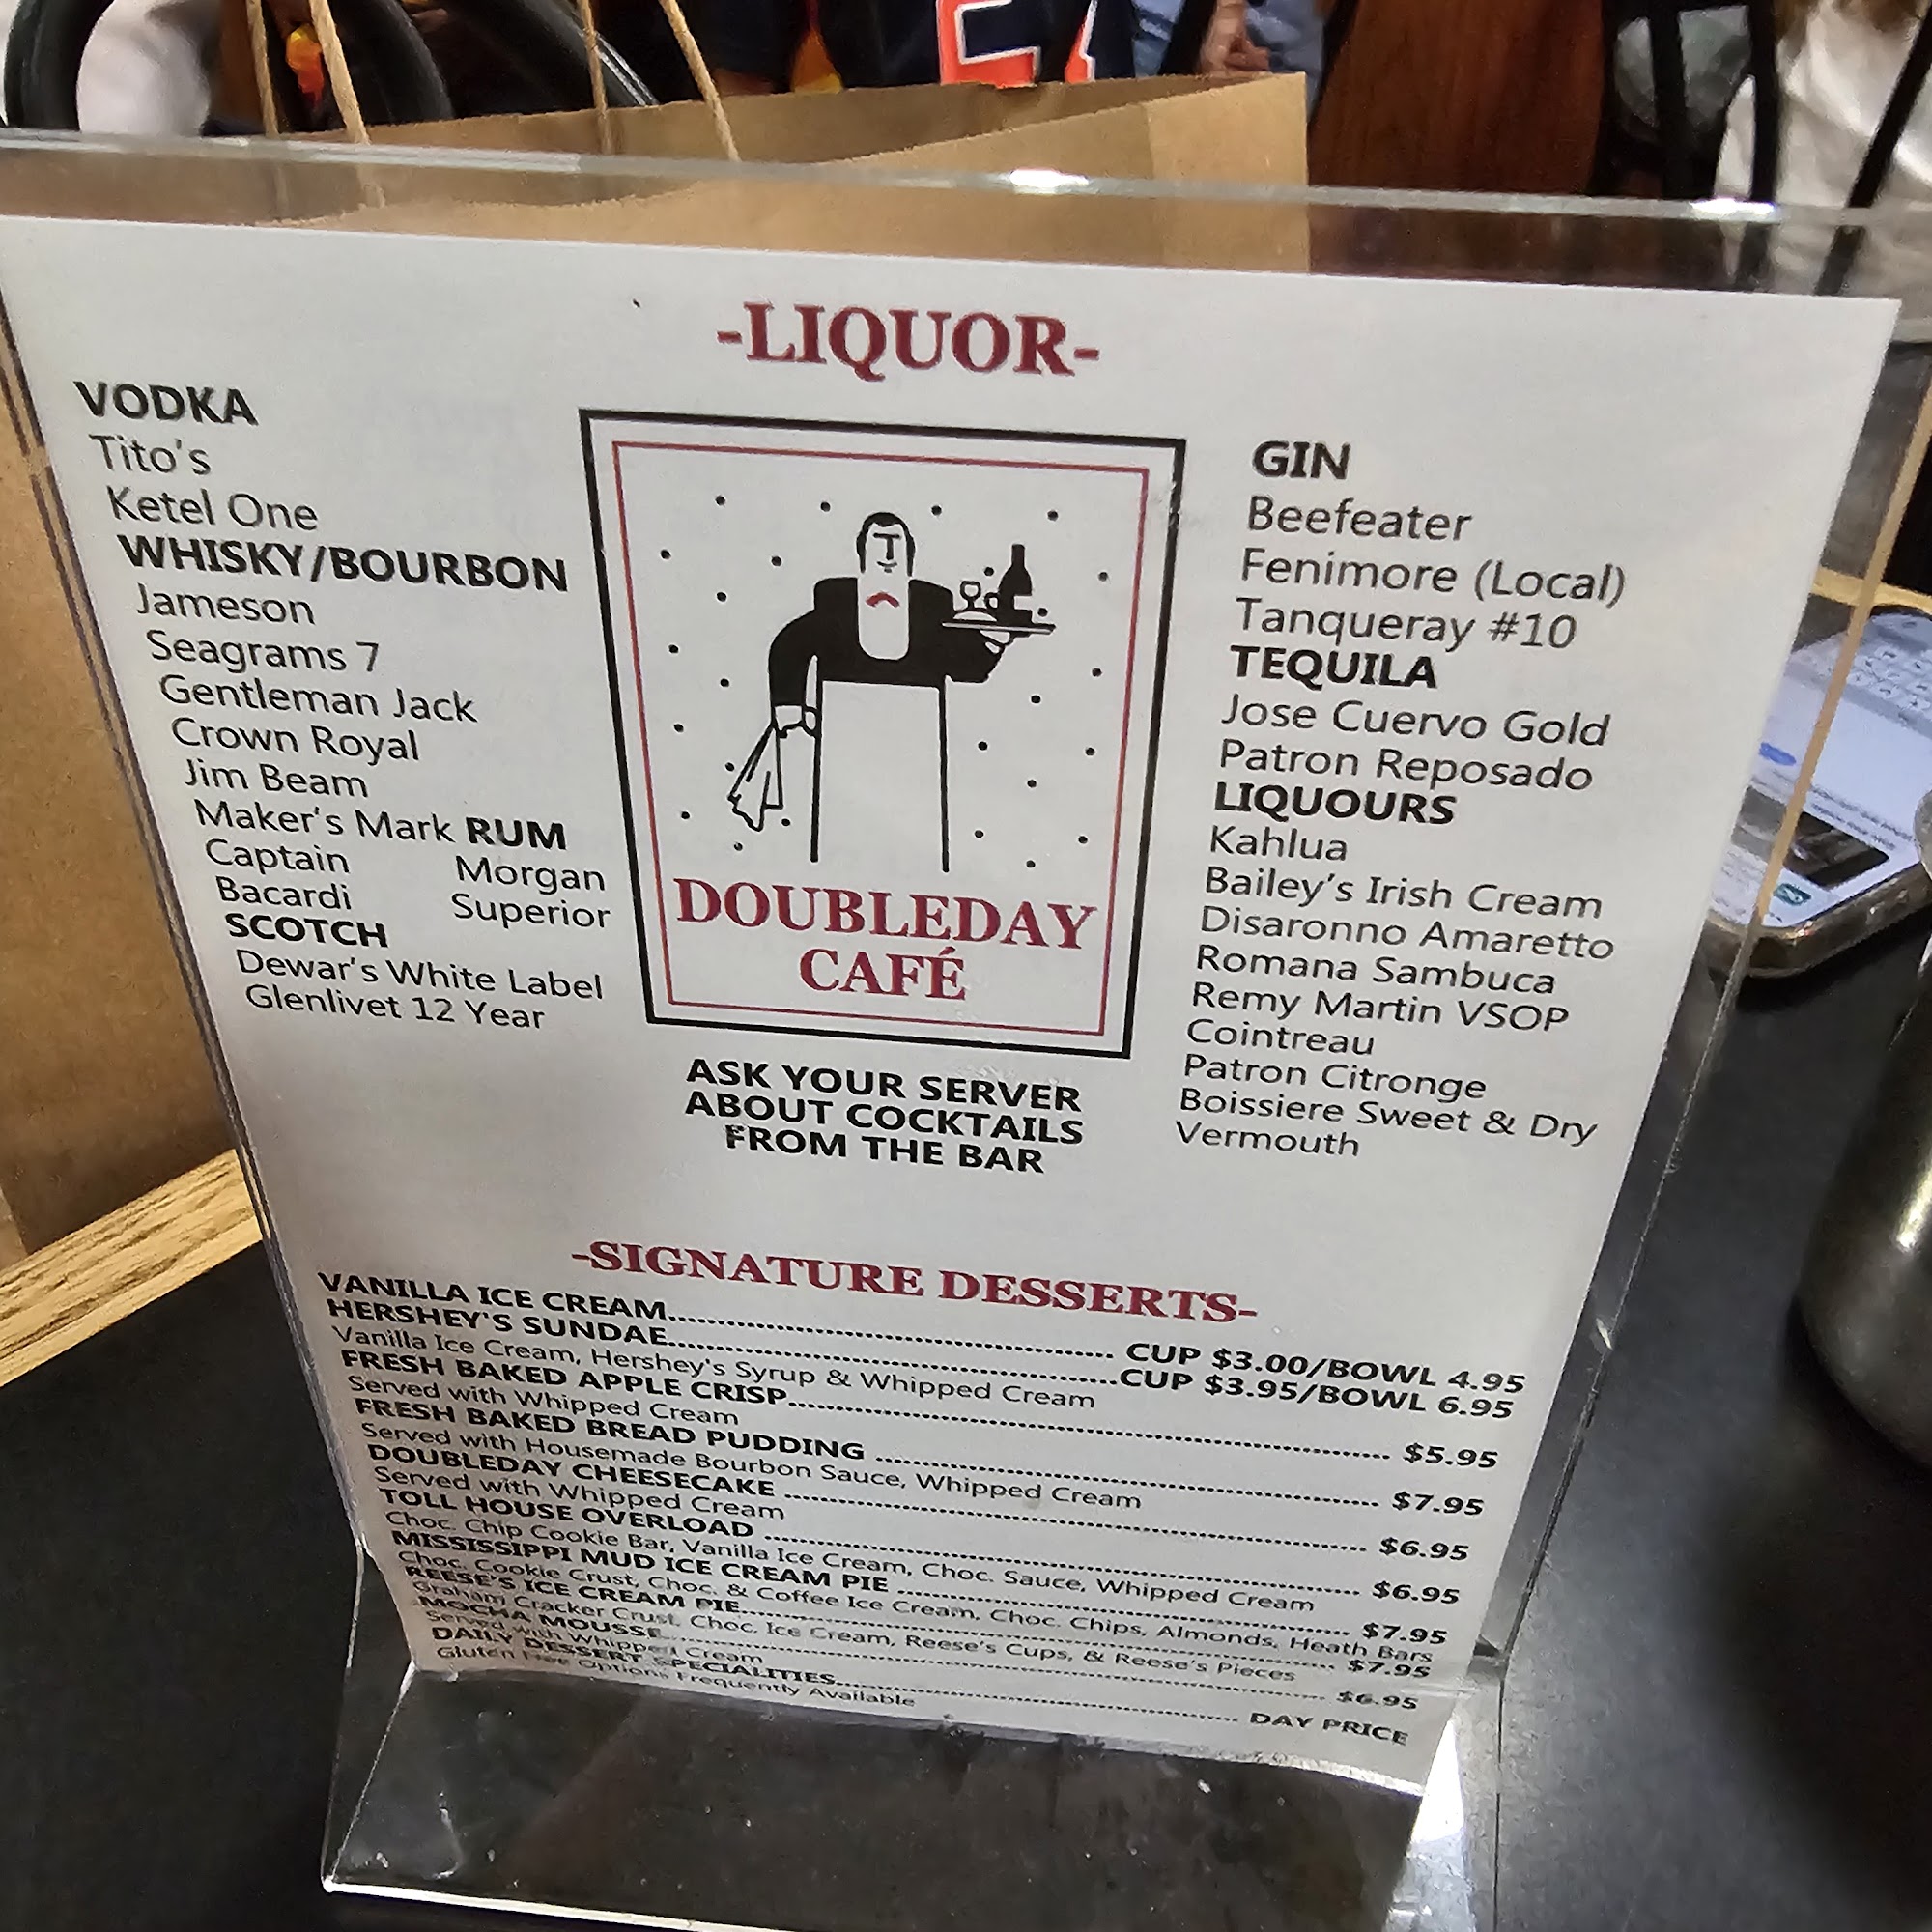 -LIQUOR-
VODKA
Tito's
Ketel One
WHISKY/BOURBON
Jameson
Seagrams 7
Gentleman Jack
Crown Royal
Jim Beam
Maker's Mark RUM
Captain Morgan
Bacardi Superior
SCOTCH
Dewar's White Label
Glenlivet 12 Year
DOUBLEDAY
CAFÉ
ASK YOUR SERVER
ABOUT COCKTAILS
FROM THE BAR
GIN
Beefeater
Fenimore (Local)
Tanqueray #10
TEQUILA
Jose Cuervo Gold
Patron Reposado
LIQUOURS
Kahlua
Bailey's Irish Cream
Disaronno Amaretto
Romana Sambuca
Remy Martin VSOP
Cointreau
Patron Citronge
Boissiere Sweet & Dry
Vermouth
-SIGNATURE DESSERTS-
VANILLA ICE CREAM.......... CUP $3.00/BOWL 4.95
HERSHEY'S SUNDAE..........CUP $3.95/BOWL 6.95
Vanilla Ice Cream, Hershey's Syrup & Whipped Cream
FRESH BAKED APPLE CRISP.......... $5.95
Served with Whipped Cream
FRESH BAKED BREAD PUDDING .......... $7.95
Served with Housemade Bourbon Sauce, Whipped Cream
DOUBLEDAY CHEESECAKE .......... $6.95
Served with Whipped Cream
TOLL HOUSE OVERLOAD .......... $6.95
Choc. Chip Cookie Bar, Vanilla Ice Cream, Choc. Sauce, Whipped Cream
MISSISSIPPI MUD ICE CREAM PIE .......... $7.95
Choc. Cookie Crust, Choc. & Coffee Ice Cream, Choc. Chips, Almonds, Heath Bars
REESE'S ICE CREAM PIE.......... $7.95
Graham Cracker Crust, Choc. Ice Cream, Reese's Cups, & Reese's Pieces
MOCHA MOUSSE.......... $6.95
Served with Whipped Cream
DAILY DESSERT SPECIALITIES.......... DAY PRICE
Gluten Free Options Frequently Available